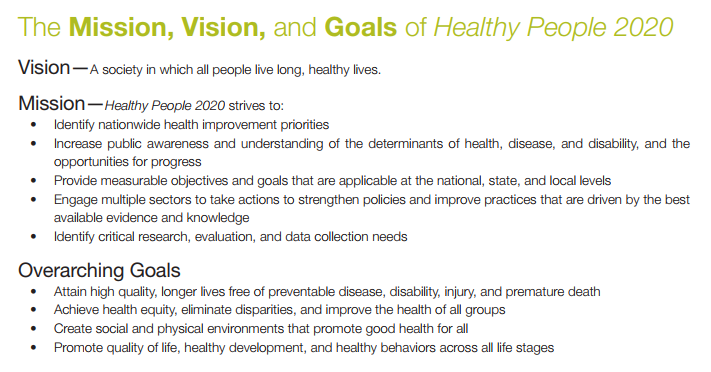 The Mission, Vision, and Goals of Healthy People 2020
Vision—A society in which all people live long, healthy lives.
Mission—Healthy People 2020 strives to:
• Identify nationwide health improvement priorities
• Increase public awareness and understanding of the determinants of health, disease, and disability, and the
opportunities for progress
• Provide measurable objectives and goals that are applicable at the national, state, and local levels
• Engage multiple sectors to take actions to strengthen policies and improve practices that are driven by the best
available evidence and knowledge
• Identify critical research, evaluation, and data collection needs
Overarching Goals
• Attain high quality, longer lives free of preventable disease, disability, injury, and premature death
• Achieve health equity, eliminate disparities, and improve the health of all groups
• Create social and physical environments that promote good health for all
• Promote quality of life, healthy development, and healthy behaviors across all life stages